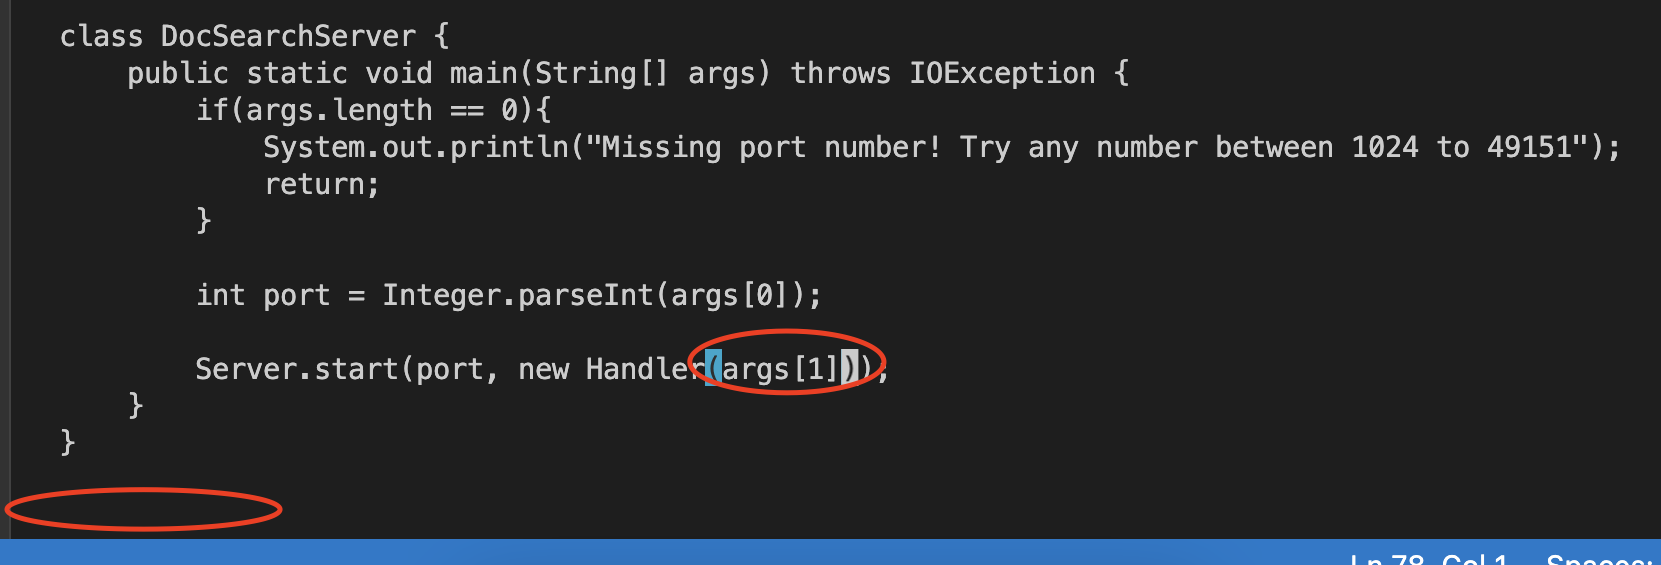 class DocSearchServer {
public static void main(String[] args) throws IOException {
if(args.length == 0){
System.out.println("Missing port number! Try any number between 1024 to 49151");
return;
}
int port = Integer.parseInt(args[0]);
Server.start(port, new Handler(args[1]));
}
}
Ln 78, Col 1 Spaces: